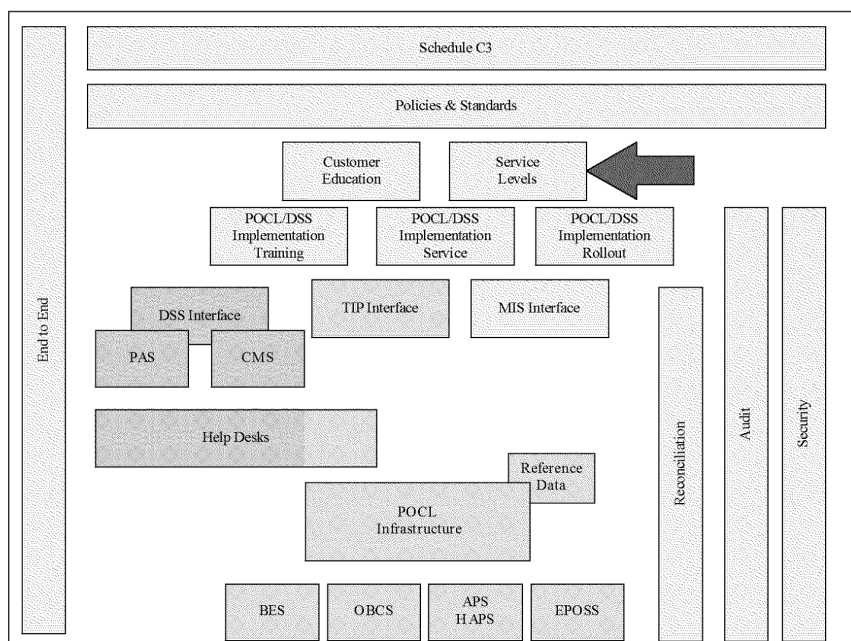 Schedule C3
Policies & Standards
Customer
Education
Service
Levels
POCL/DSS
Implementation
Training
POCL/DSS
Implementation
Service
POCL/DSS
Implementation
Rollout
End to End
DSS Interface
TIP Interface
MIS Interface
PAS
CMS
Help Desks
Reference
Data
POCL
Infrastructure
Reconciliation
Audit
Security
BES
OBCS
APS
HAPS
EPOSS